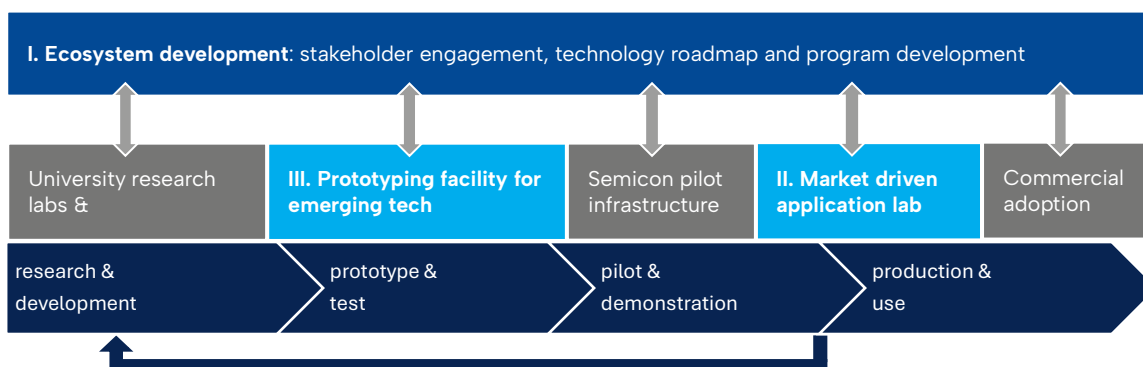 I. Ecosystem development: stakeholder engagement, technology roadmap and program development
University research
labs &
III. Prototyping facility for
emerging tech
Semicon pilot
infrastructure
II. Market driven
application lab
Commercial
adoption
research &
development
prototype &
test
pilot &
demonstration
production &
use